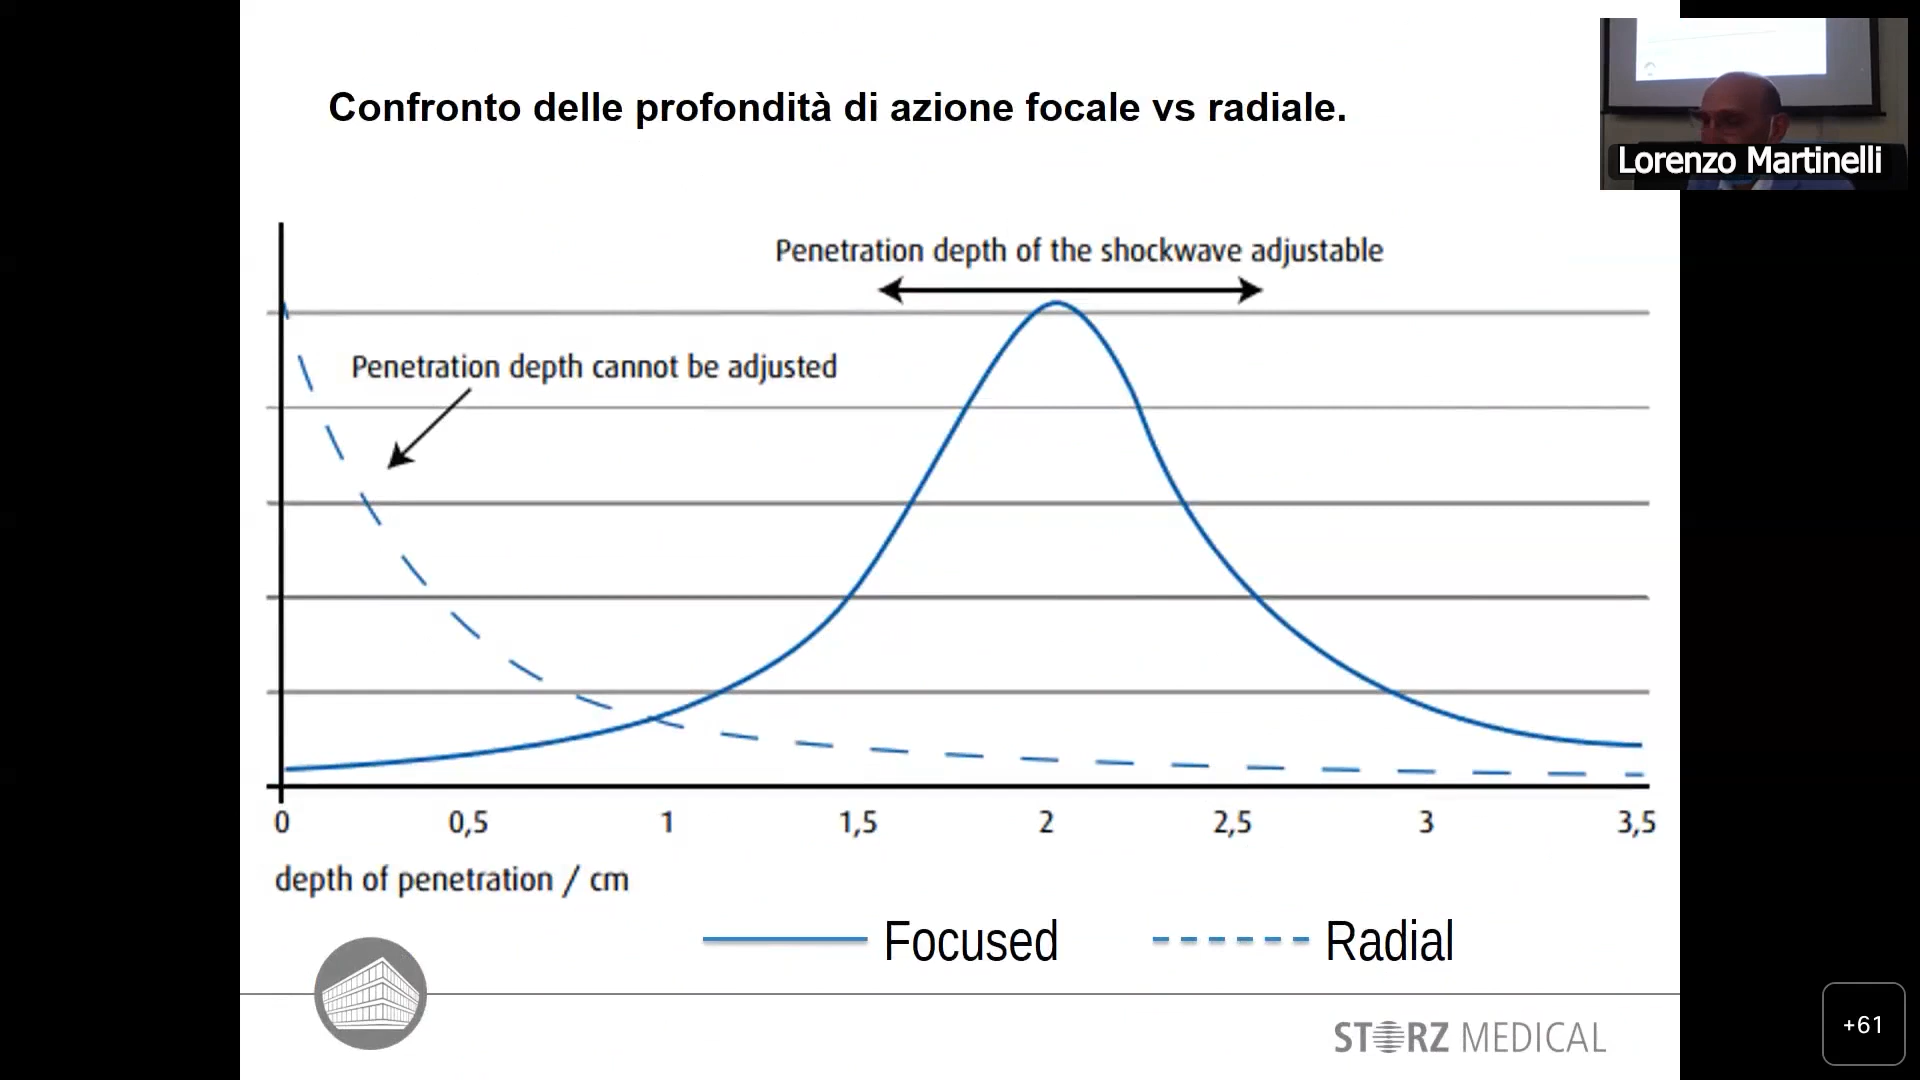 Confronto delle profondità di azione focale vs radiale.
Lorenzo Martinelli
Penetration depth of the shockwave adjustable
Penetration depth cannot be adjusted
0 0,5 1 1,5 2 2,5 3 3,5
depth of penetration / cm
Focused Radial
STORZ MEDICAL
+61